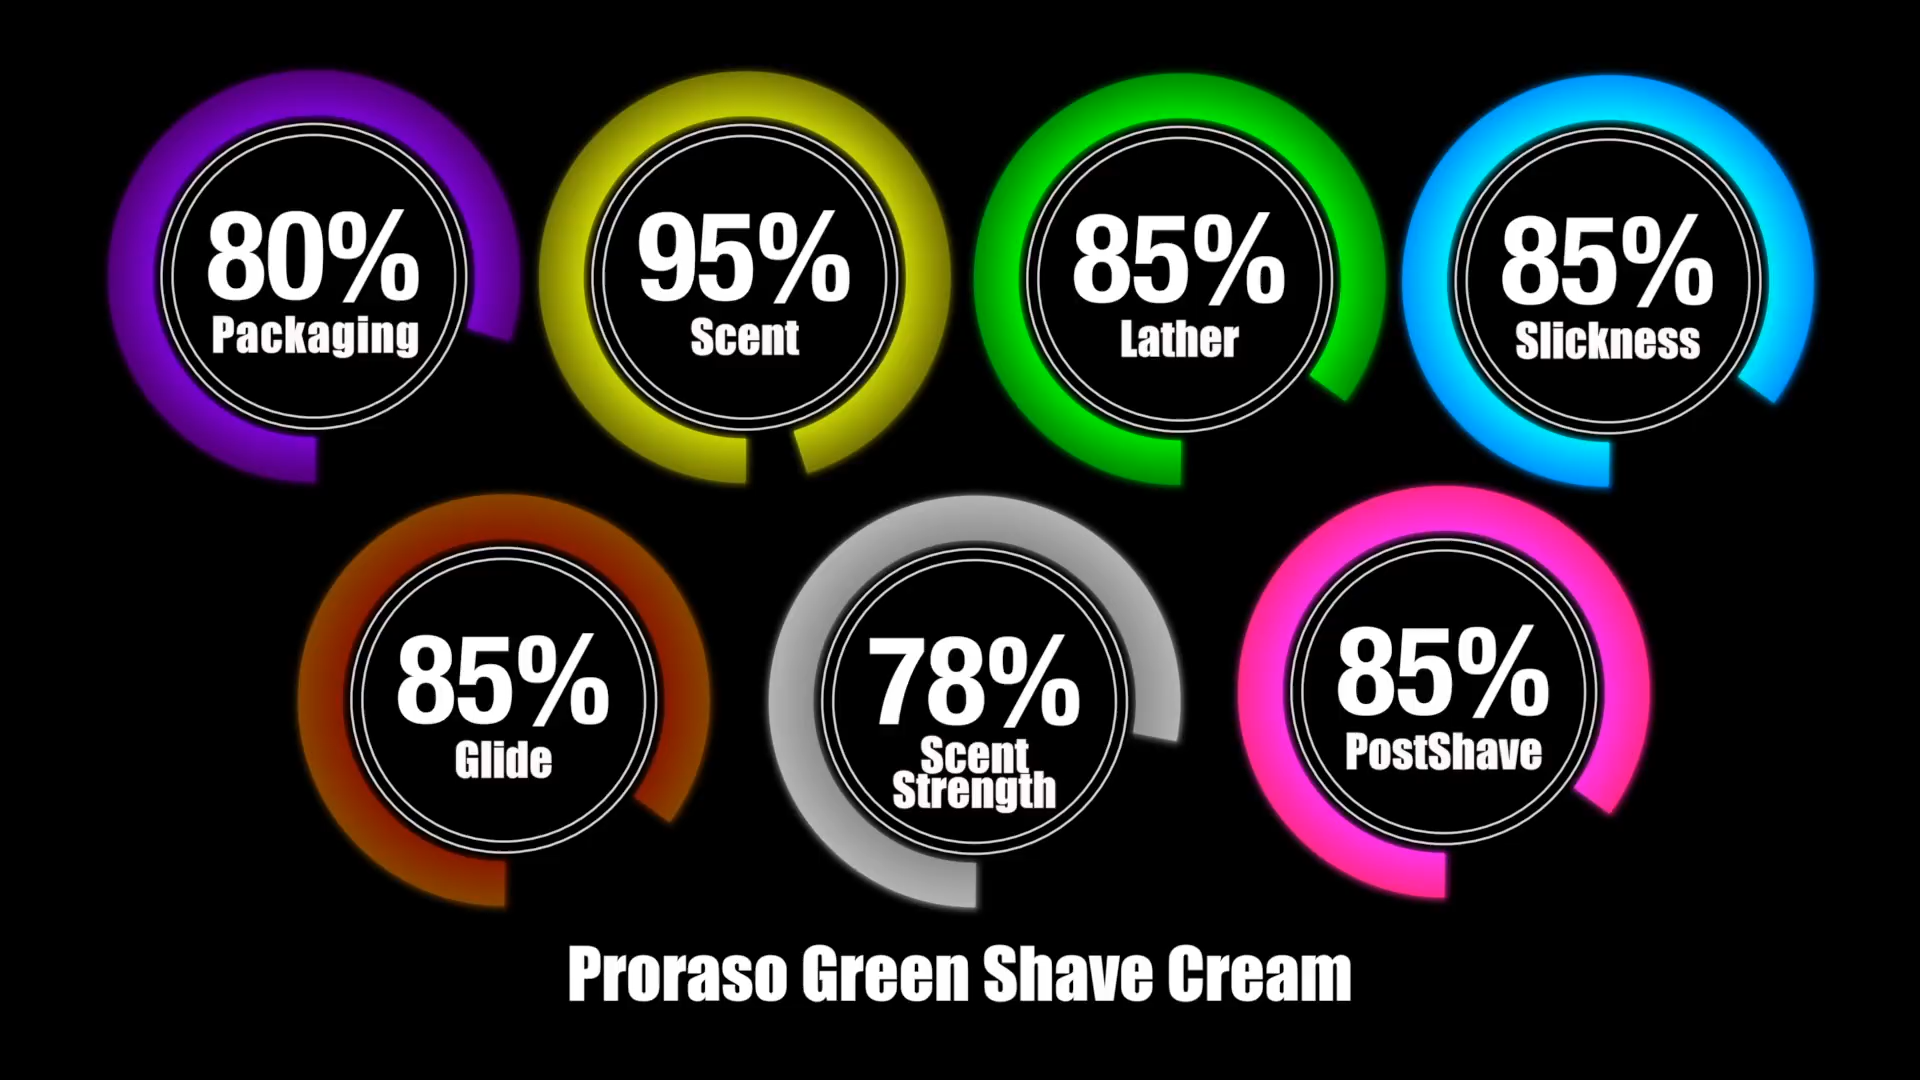 80%
Packaging
95%
Scent
85%
Lather
85%
Slickness
85%
Glide
78%
Scent
Strength
85%
PostShave
Proraso Green Shave Cream